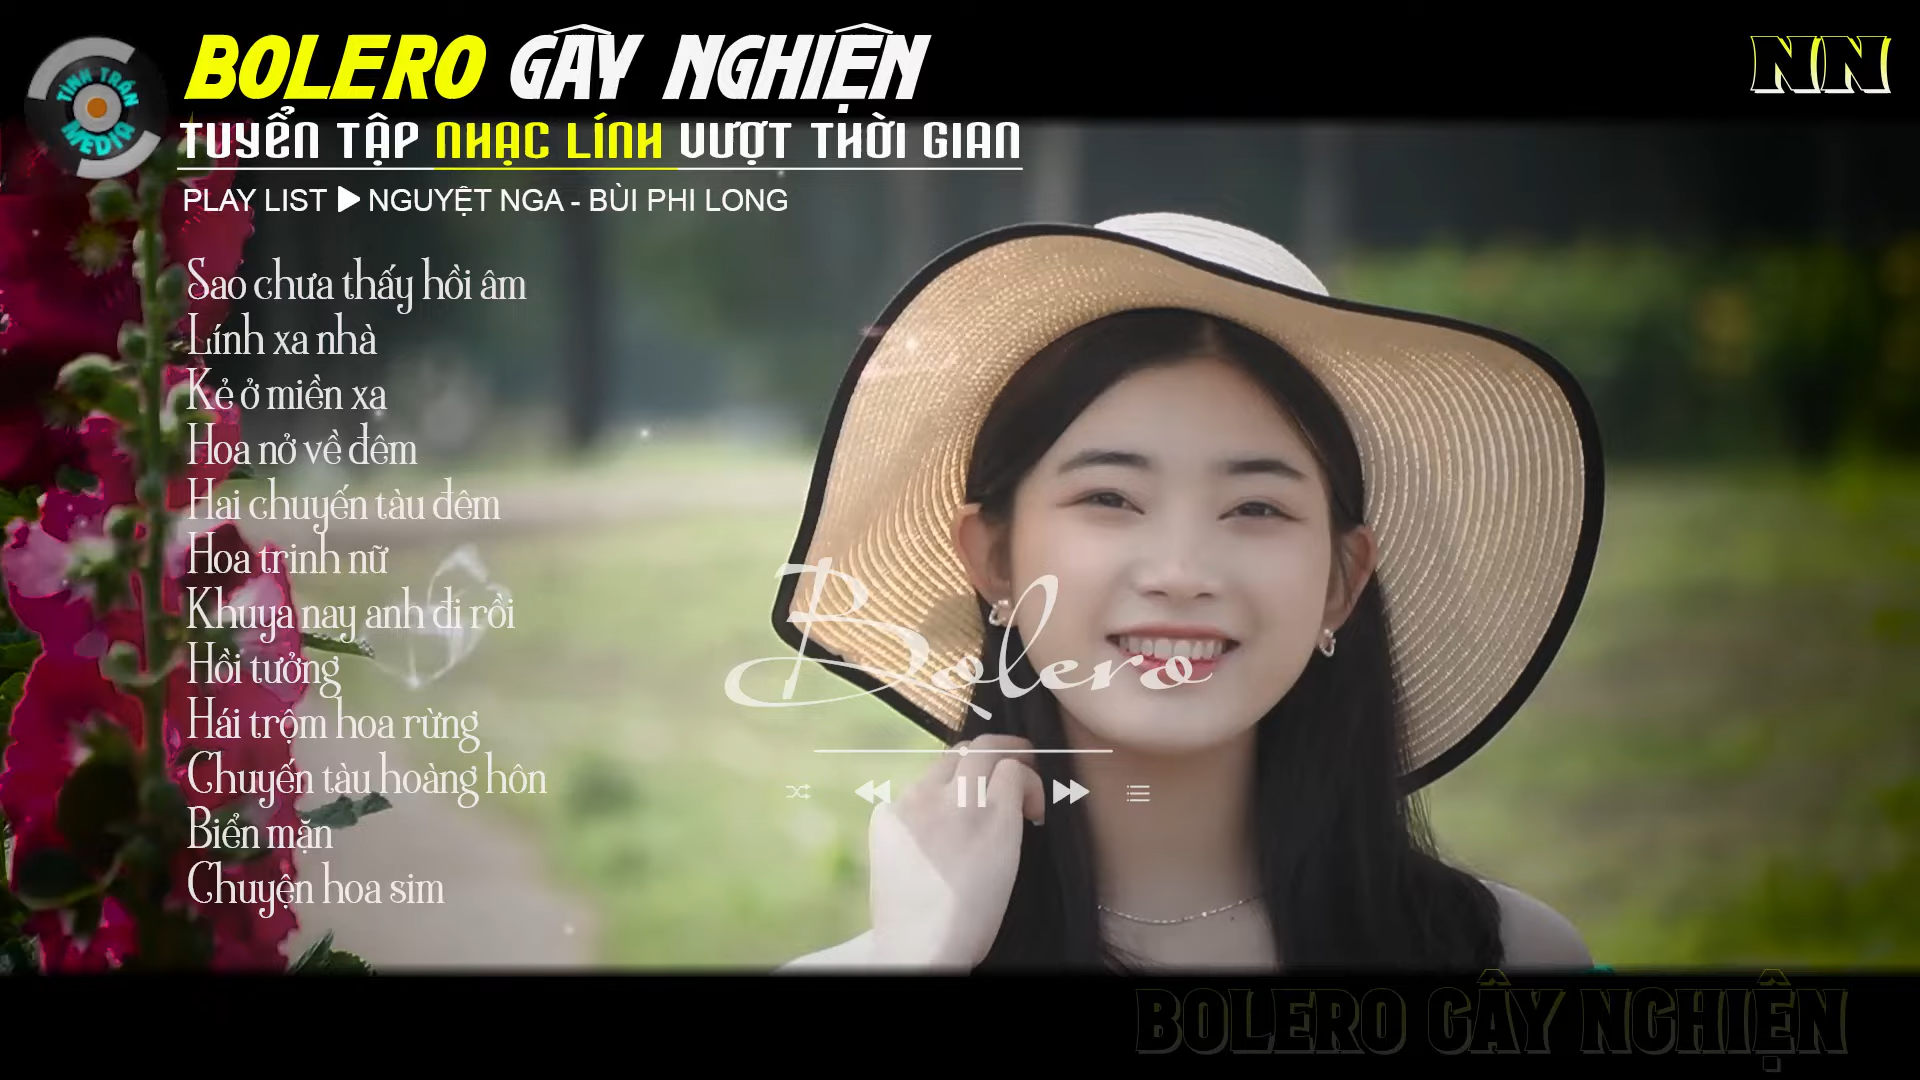 TÌNH TRẦN
MEDIA
BOLERO GÂY NGHIỆN
NN
TUYỂN TẬP NHẠC LÍNH VƯỢT THỜI GIAN
PLAY LIST ▶ NGUYỆT NGA - BÙI PHI LONG
Sao chưa thấy hồi âm
Lính xa nhà
Kẻ ở miền xa
Hoa nở về đêm
Hai chuyến tàu đêm
Hoa trinh nữ
Khuya nay anh đi rồi
Hồi tưởng
Hái trộm hoa rừng
Chuyến tàu hoàng hôn
Biển mặn
Chuyện hoa sim
Bolero
BOLERO GÂY NGHIỆN